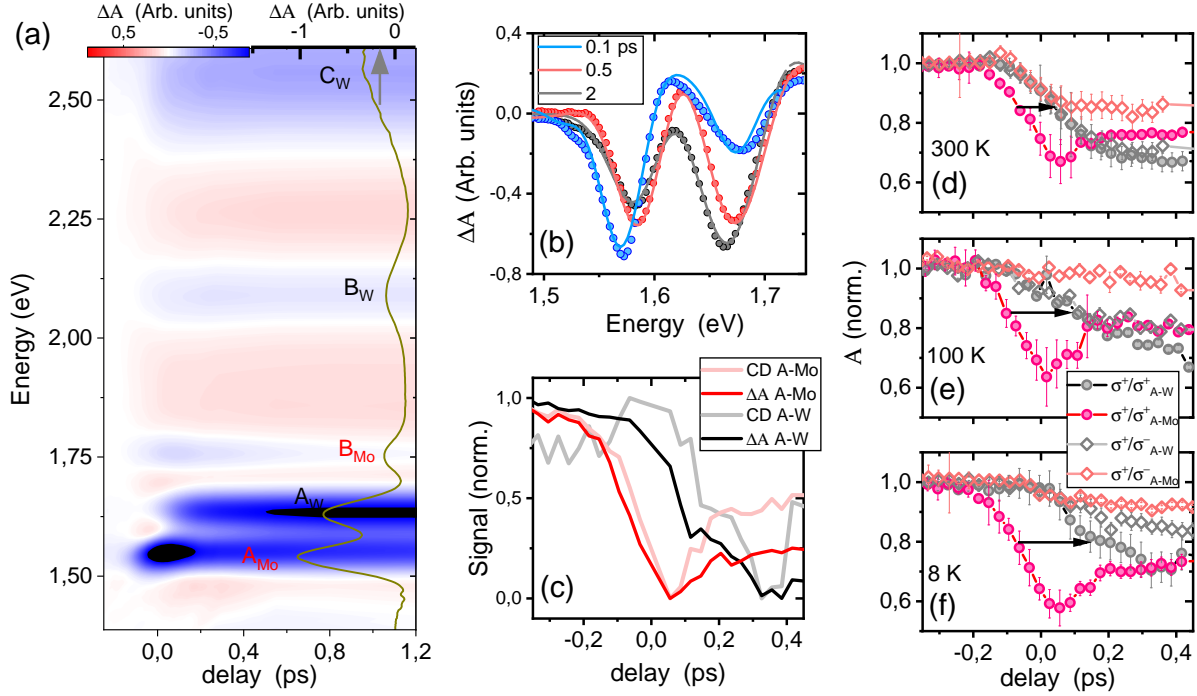 (a)
ΔA (Arb. units)
0,5 -0,5
ΔA (Arb. units)
-1 0
C_W
B_W
B_Mo
A_W
A_Mo
2,50
2,25
2,00
1,75
1,50
Energy (eV)
0,0 0,4 0,8 1,2
delay (ps)
0.1 ps
0.5
2
(b)
0,4
0,0
-0,4
-0,8
ΔA (Arb. units)
1,5 1,6 1,7
Energy (eV)
CD A-Mo
ΔA A-Mo
CD A-W
ΔA A-W
(c)
1,0
0,5
0,0
Signal (norm.)
-0,2 0,0 0,2 0,4
delay (ps)
1,0
0,8
0,6
300 K
(d)
1,0
0,8
0,6
100 K
(e)
A (norm.)
σ⁺/σ⁺_A-W
σ⁺/σ⁺_A-Mo
σ⁺/σ⁻_A-W
σ⁺/σ⁻_A-Mo
1,0
0,8
0,6
8 K
(f)
-0,2 0,0 0,2 0,4
delay (ps)